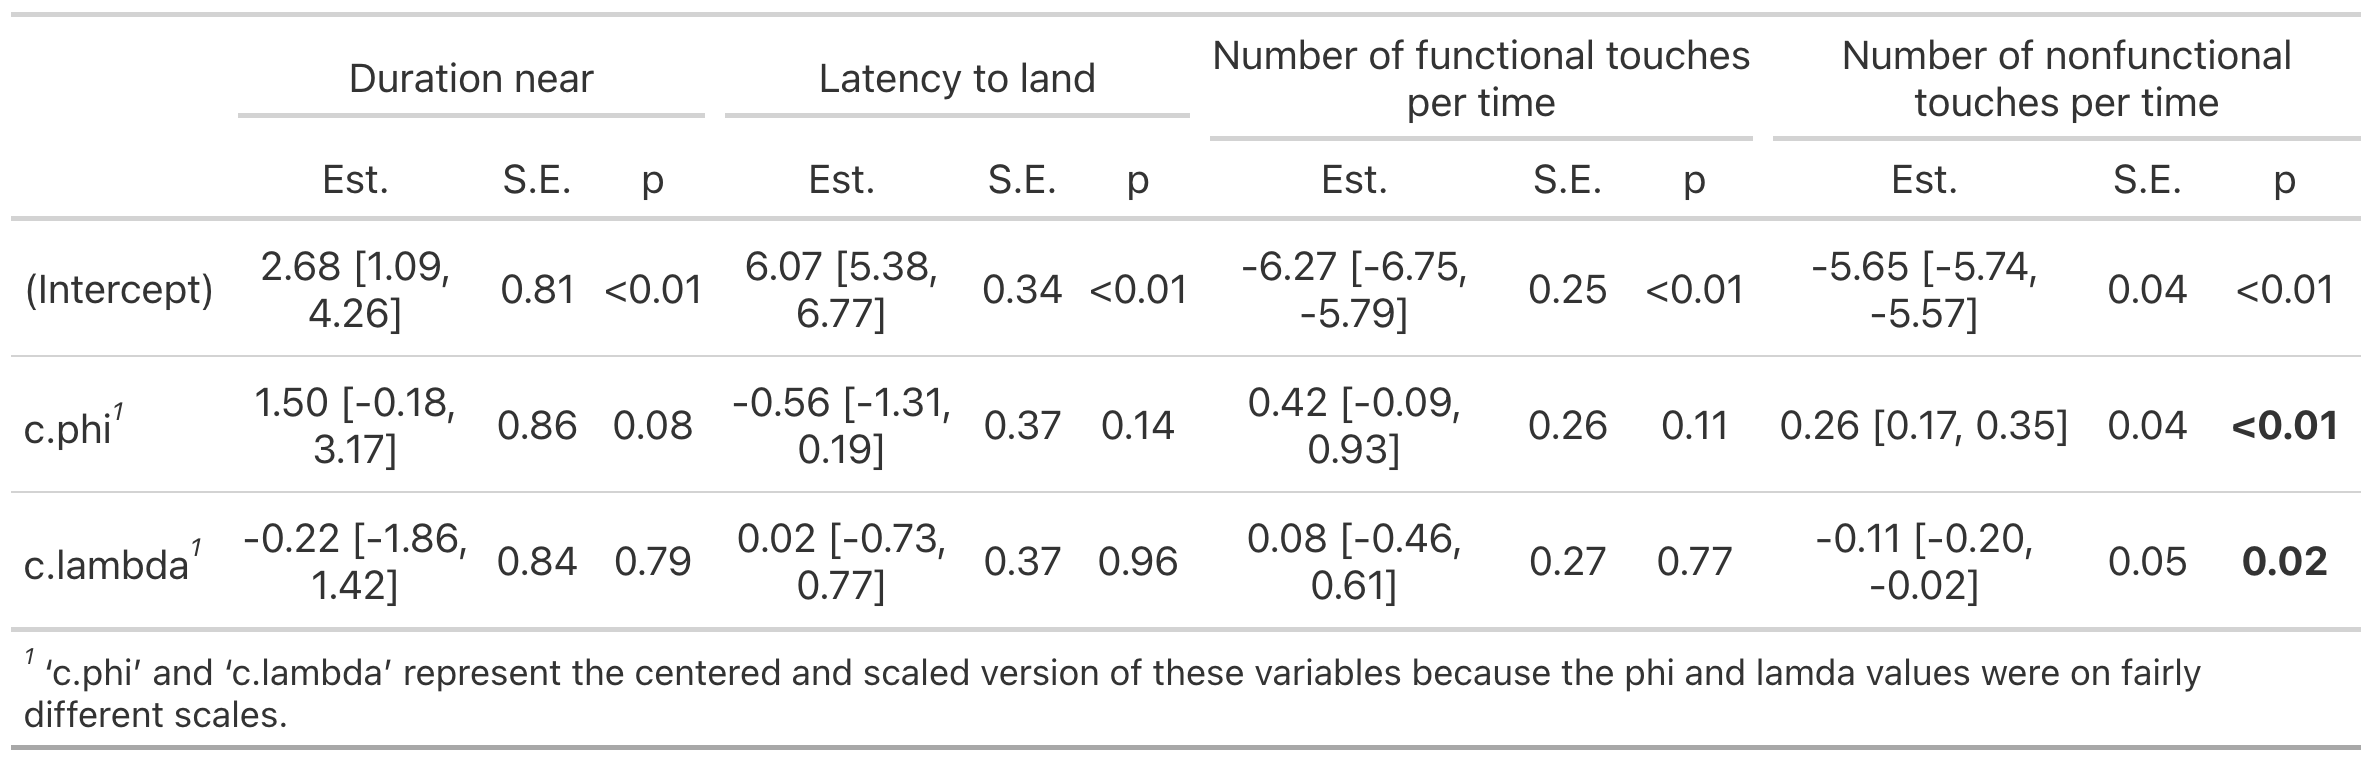 Duration near Latency to land Number of functional touches per time Number of nonfunctional touches per time
Est. S.E. p Est. S.E. p Est. S.E. p Est. S.E. p
(Intercept) 2.68 [1.09, 4.26] 0.81 <0.01 6.07 [5.38, 6.77] 0.34 <0.01 -6.27 [-6.75, -5.79] 0.25 <0.01 -5.65 [-5.74, -5.57] 0.04 <0.01
c.phi1 1.50 [-0.18, 3.17] 0.86 0.08 -0.56 [-1.31, 0.19] 0.37 0.14 0.42 [-0.09, 0.93] 0.26 0.11 0.26 [0.17, 0.35] 0.04 <0.01
c.lambda1 -0.22 [-1.86, 1.42] 0.84 0.79 0.02 [-0.73, 0.77] 0.37 0.96 0.08 [-0.46, 0.61] 0.27 0.77 -0.11 [-0.20, -0.02] 0.05 0.02
1 ‘c.phi’ and ‘c.lambda’ represent the centered and scaled version of these variables because the phi and lamda values were on fairly
different scales.